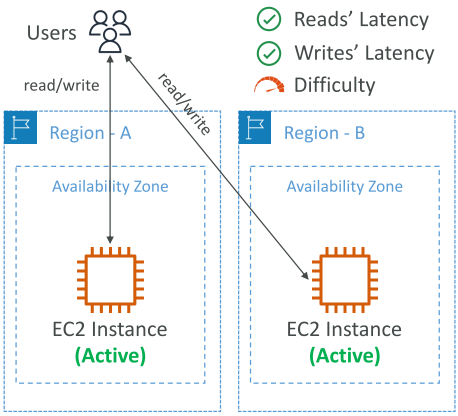 Users
Reads’ Latency
Writes’ Latency
Difficulty
read/write
read/write
Region - A
Availability Zone
EC2 Instance
(Active)
Region - B
Availability Zone
EC2 Instance
(Active)